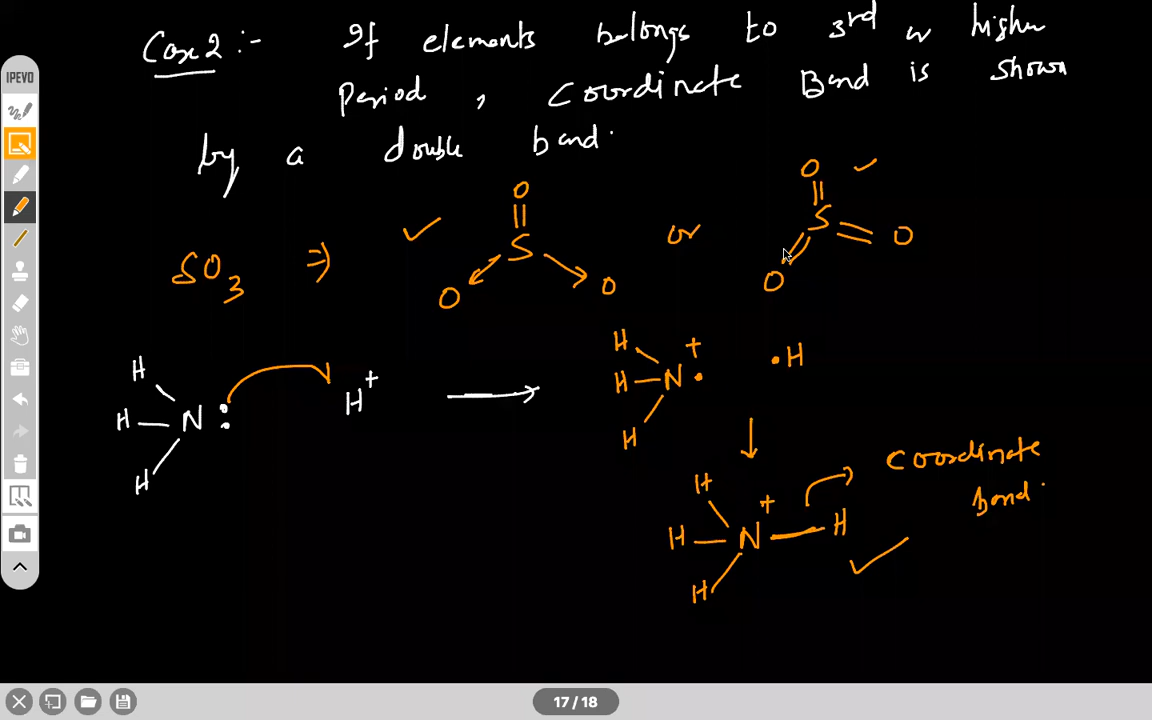 Case 2 :- If elements belongs to 3rd or higher
Period , Coordinate Bond is shown
by a double bond.
IPEVO
SO3 ⇒ O
S
O O
or
O
S O
O
H
H N : H+
H
H +
H N . .H
H
H +
H N H
H
Coordinate
bond.
17 / 18